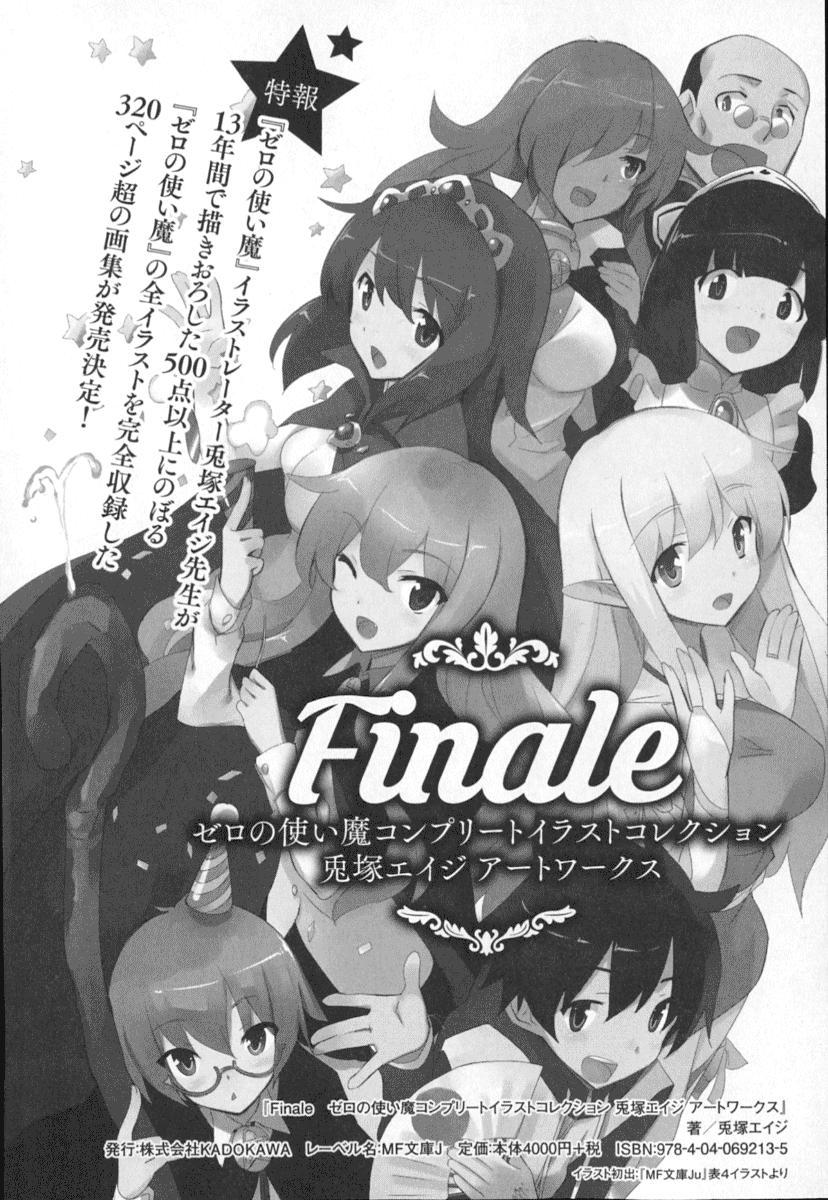 特報
『ゼロの使い魔』イラストレーター兎塚エイジ先生が
13年間で描きおろした500点以上にのぼる
『ゼロの使い魔』の全イラストを完全収録した
320ページ超の画集が発売決定！
Finale
ゼロの使い魔コンプリートイラストコレクション
兎塚エイジ アートワークス
『Finale　ゼロの使い魔コンプリートイラストコレクション 兎塚エイジ アートワークス』
著／兎塚エイジ
発行:株式会社KADOKAWA　レーベル名:MF文庫J　定価:本体4000円+税　ISBN:978-4-04-069213-5
イラスト初出:「MF文庫Ju」表4イラストより